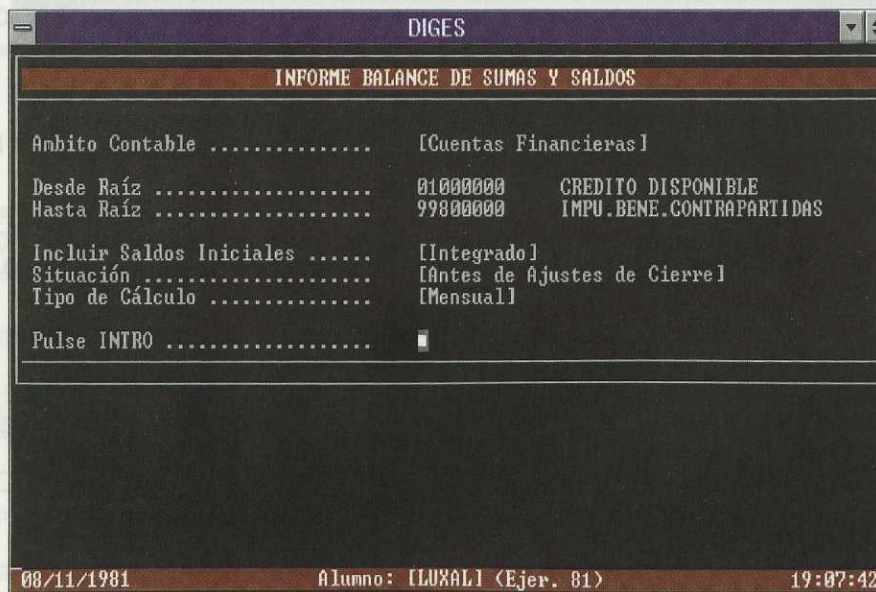 DIGES
INFORME BALANCE DE SUMAS Y SALDOS
Ambito Contable ............... [Cuentas Financieras]
Desde Raíz .................... 01000000 CREDITO DISPONIBLE
Hasta Raíz .................... 99800000 IMPU.BENE.CONTRAPARTIDAS
Incluir Saldos Iniciales ...... [Integrado]
Situación ..................... [Antes de Ajustes de Cierre]
Tipo de Cálculo ............... [Mensual]
Pulse INTRO ...................
08/11/1981 Alumno: [LUXAL] (Ejer. 81) 19:07:42